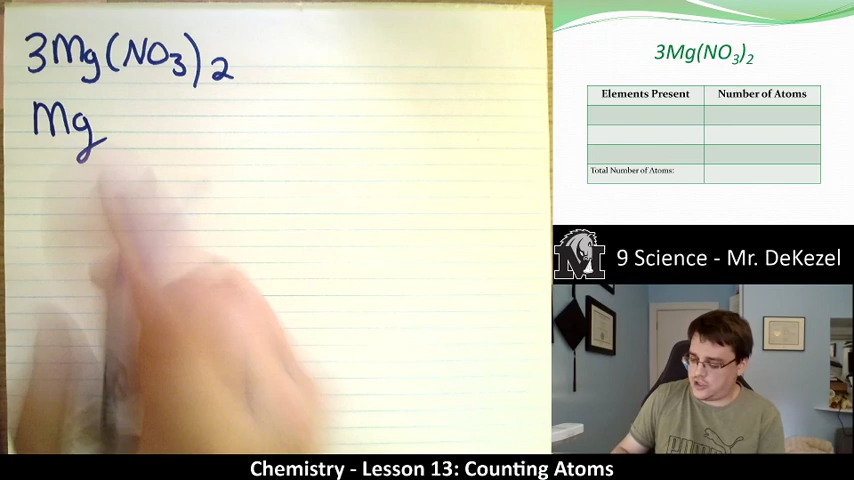 3Mg(NO₃)₂
Mg
3Mg(NO₃)₂
Elements Present
Number of Atoms
Total Number of Atoms:
M
9 Science - Mr. DeKezel
PUMA
Chemistry - Lesson 13: Counting Atoms